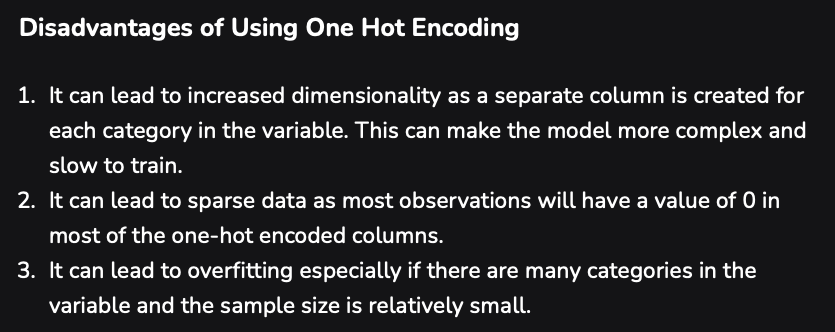 Disadvantages of Using One Hot Encoding
1. It can lead to increased dimensionality as a separate column is created for
each category in the variable. This can make the model more complex and
slow to train.
2. It can lead to sparse data as most observations will have a value of 0 in
most of the one-hot encoded columns.
3. It can lead to overfitting especially if there are many categories in the
variable and the sample size is relatively small.